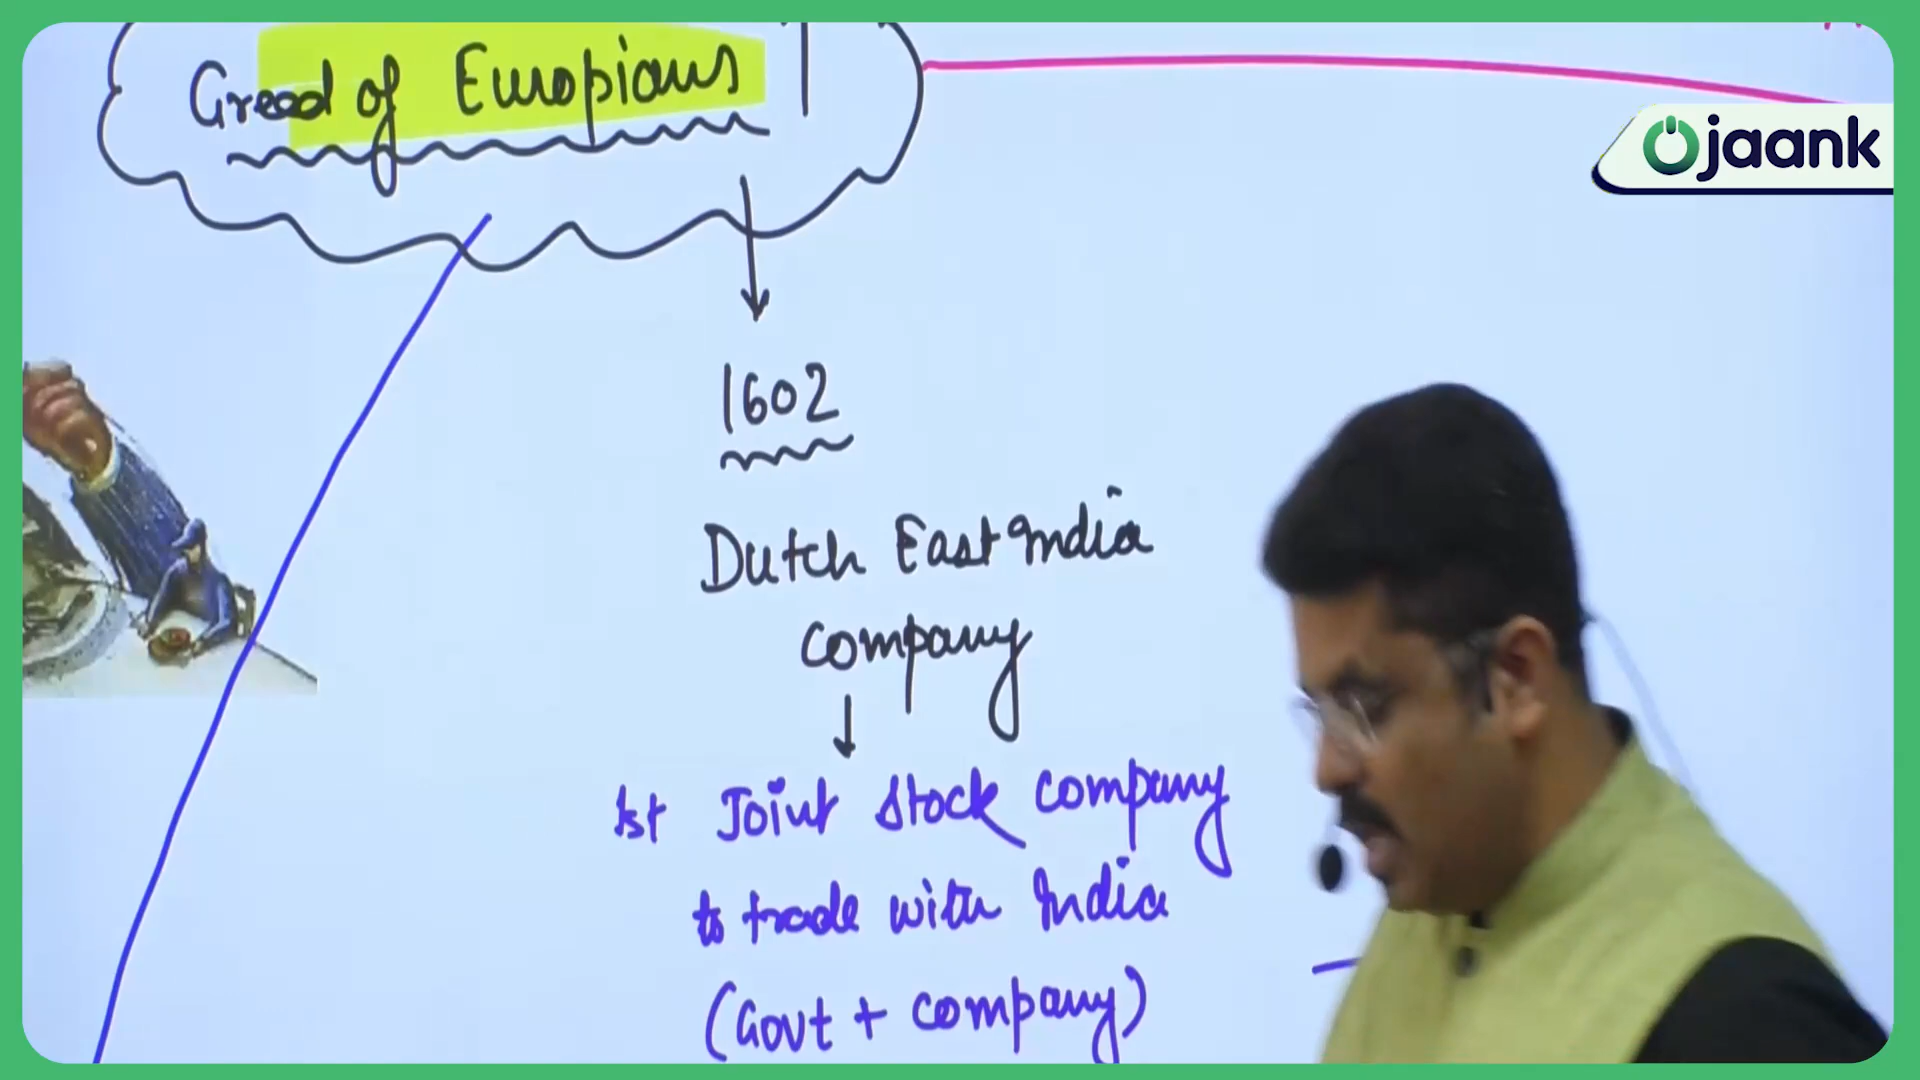 Greed of Europians
Ojaank
1602
Dutch East India
company
1st Joint Stock company
to trade with India
(Govt + company)